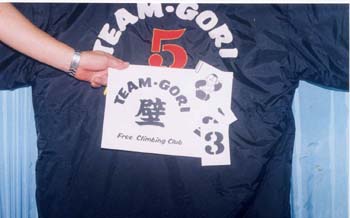 TEAM-GORI
5
TEAM-GORI
壁
Free Climbing Club
3